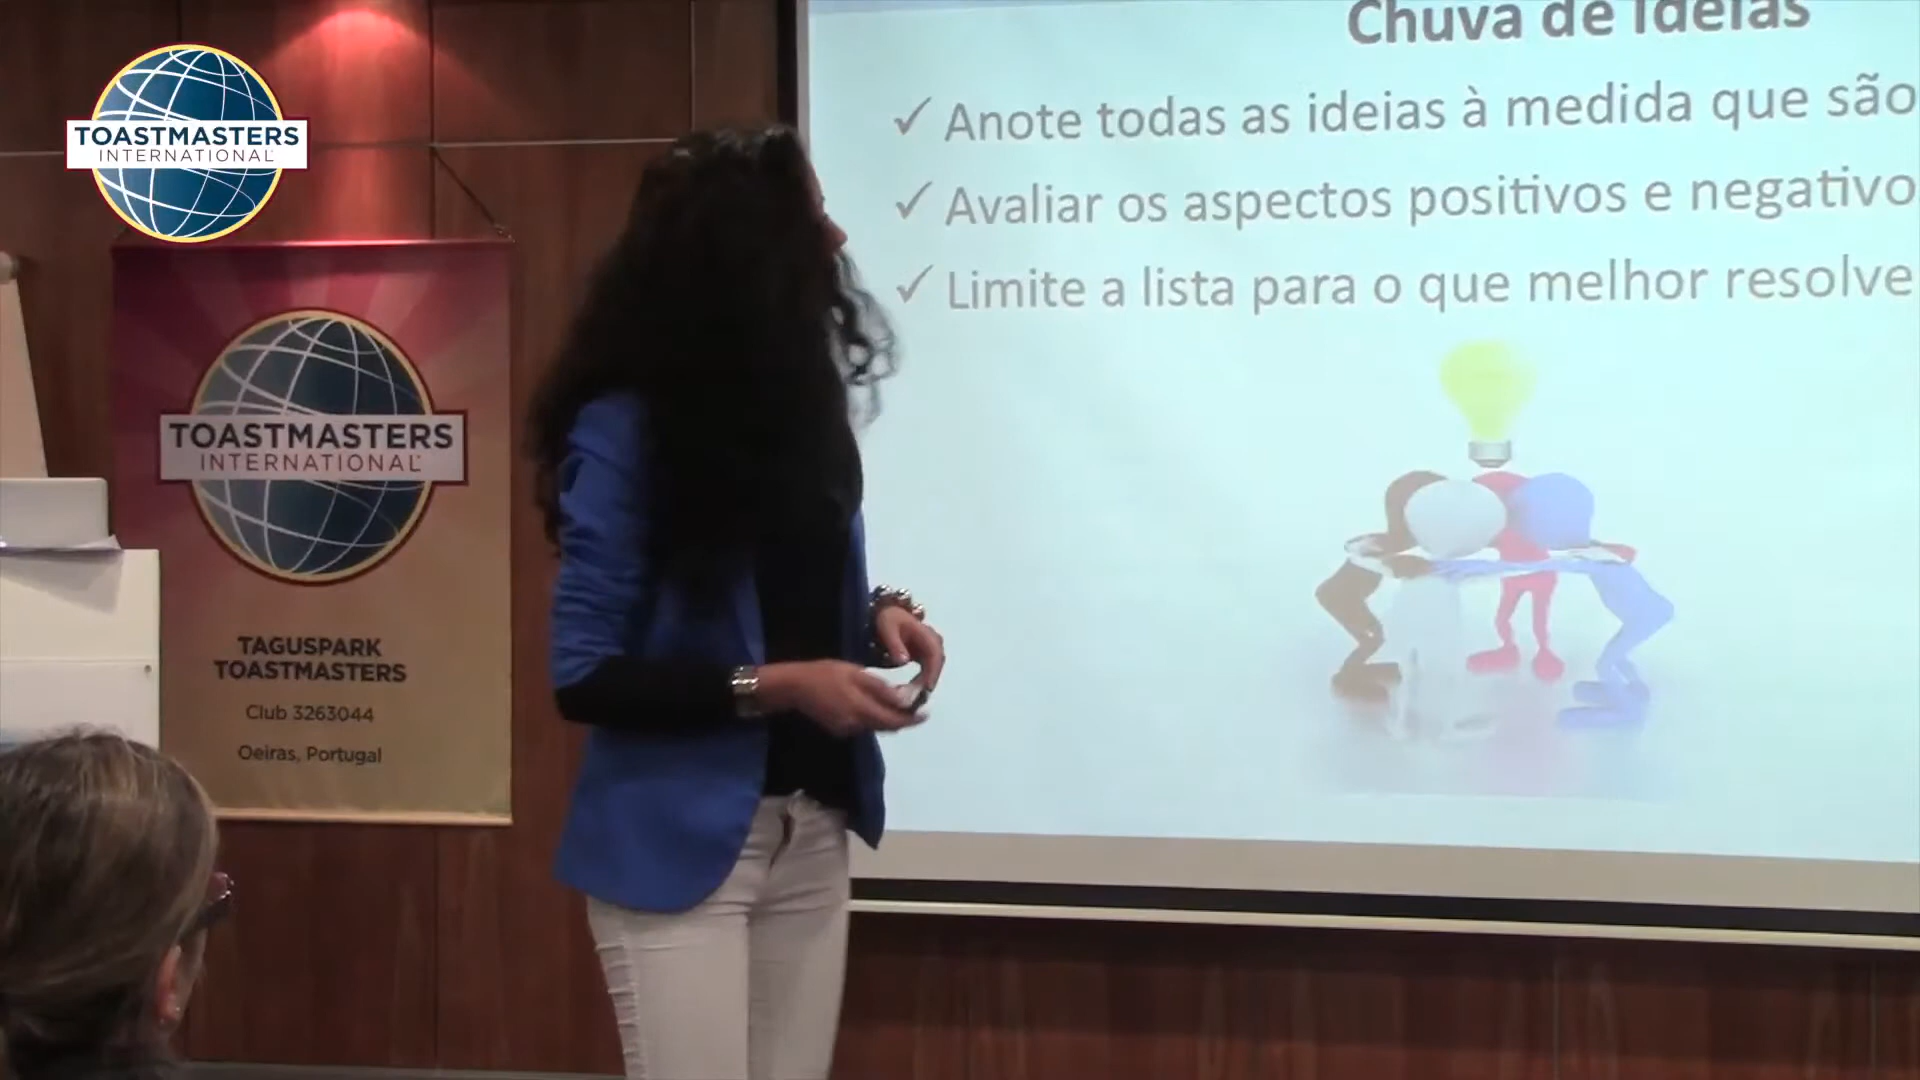 TOASTMASTERS
INTERNATIONAL
Chuva de Ideias
✓ Anote todas as ideias à medida que são
✓ Avaliar os aspectos positivos e negativo
✓ Limite a lista para o que melhor resolve
TOASTMASTERS
INTERNATIONAL
TAGUSPARK
TOASTMASTERS
Club 3263044
Oeiras, Portugal